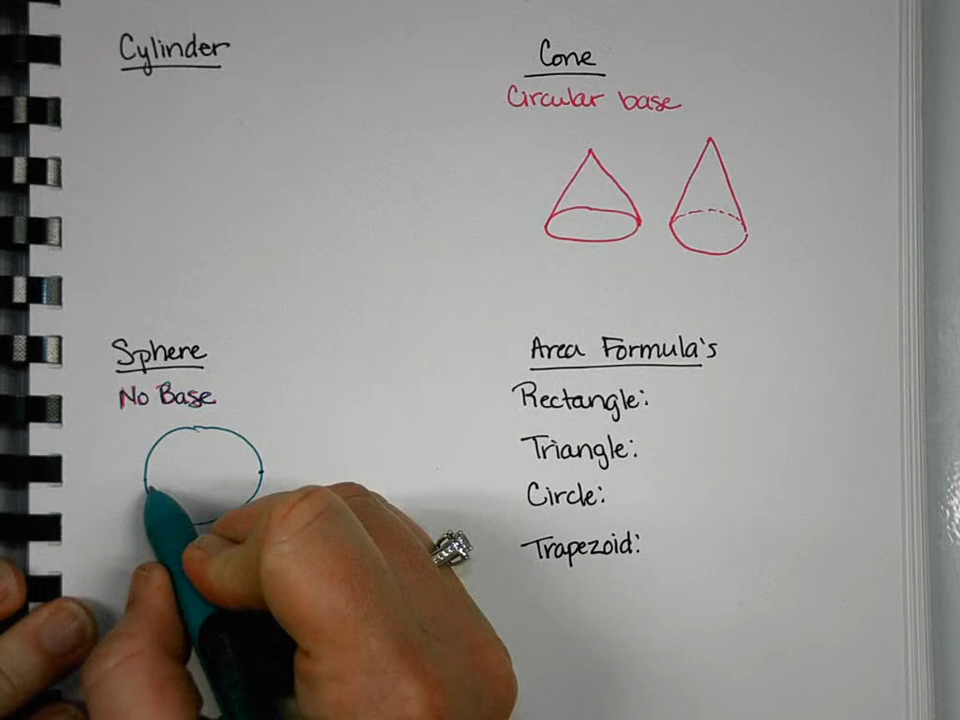 Cylinder
Cone
Circular base
Sphere
No Base
Area Formula's
Rectangle:
Triangle:
Circle:
Trapezoid: